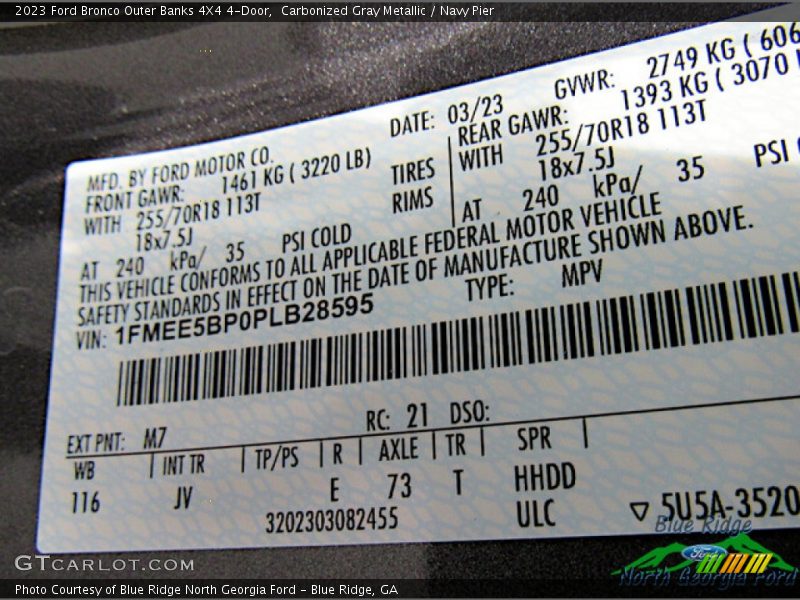 2023 Ford Bronco Outer Banks 4X4 4-Door,  Carbonized Gray Metallic / Navy Pier
MFD. BY FORD MOTOR CO.
DATE: 03/23
GVWR: 2749 KG ( 606
FRONT GAWR: 1461 KG ( 3220 LB)
REAR GAWR: 1393 KG ( 3070
WITH 255/70R18 113T TIRES
WITH 255/70R18 113T
18x7.5J RIMS
18x7.5J
AT 240 kPa/ 35 PSI COLD
AT 240 kPa/ 35 PSI
THIS VEHICLE CONFORMS TO ALL APPLICABLE FEDERAL MOTOR VEHICLE
SAFETY STANDARDS IN EFFECT ON THE DATE OF MANUFACTURE SHOWN ABOVE.
VIN: 1FMEE5BP0PLB28595
TYPE: MPV
EXT PNT: M7 RC: 21 DSO:
WB INT TR TP/PS R AXLE TR SPR
116 JV E 73 T HHDD
3202303082455 ULC ▽ 5U5A-3520
Blue Ridge
Ford
North Georgia Ford
GTCARLOT.COM
Photo Courtesy of Blue Ridge North Georgia Ford - Blue Ridge, GA